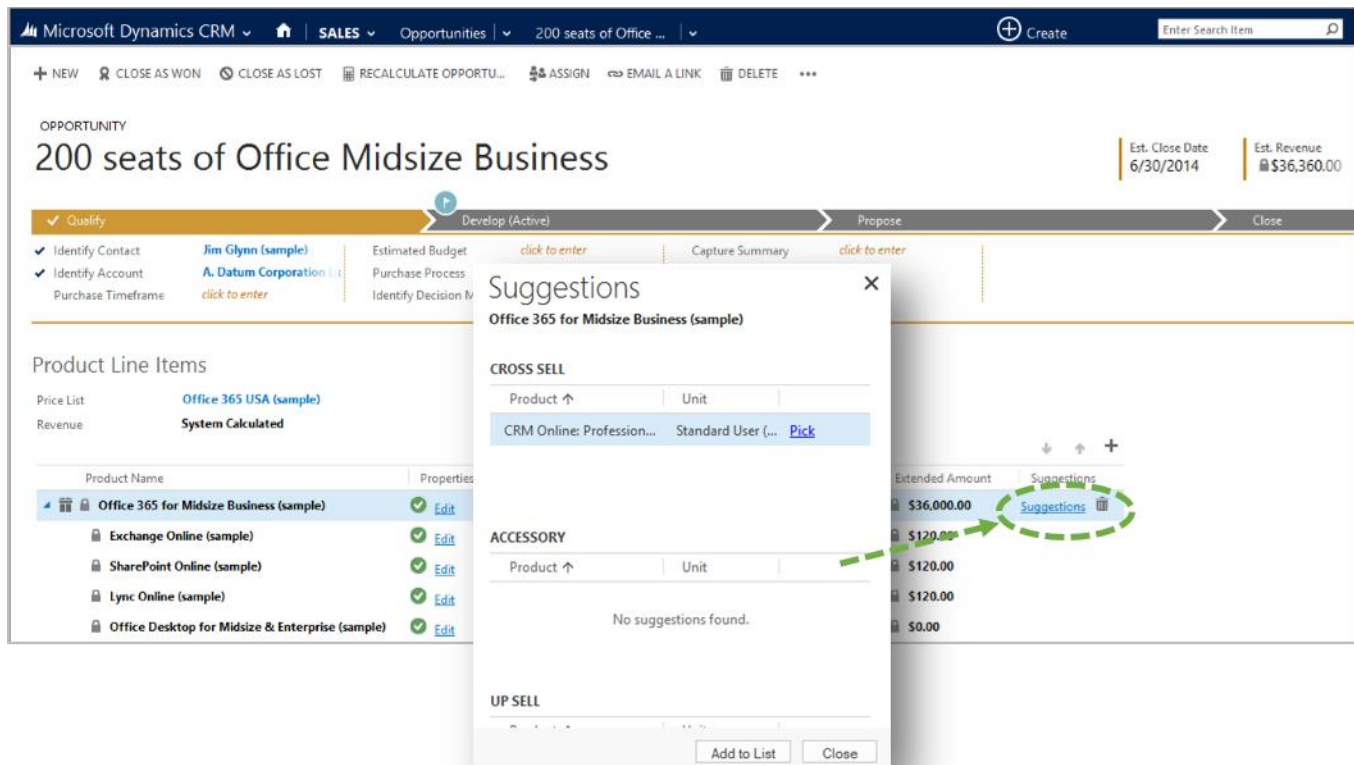 Microsoft Dynamics CRM SALES Opportunities 200 seats of Office ... Create Enter Search Item
NEW CLOSE AS WON CLOSE AS LOST RECALCULATE OPPORTU... ASSIGN EMAIL A LINK DELETE •••
OPPORTUNITY
200 seats of Office Midsize Business
Est. Close Date Est. Revenue
6/30/2014 $36,360.00
Qualify Develop (Active) Propose Close
Identify Contact Jim Glynn (sample) Estimated Budget click to enter Capture Summary click to enter
Identify Account A. Datum Corporation Purchase Process
Purchase Timeframe click to enter Identify Decision M
Suggestions
Office 365 for Midsize Business (sample)
CROSS SELL
Product ↑ Unit
CRM Online: Profession... Standard User (... Pick
ACCESSORY
Product ↑ Unit
No suggestions found.
UP SELL
Add to List Close
Product Line Items
Price List Office 365 USA (sample)
Revenue System Calculated
Product Name Properties Extended Amount Suggestions
Office 365 for Midsize Business (sample) Edit $36,000.00 Suggestions
Exchange Online (sample) Edit $120.00
SharePoint Online (sample) Edit $120.00
Lync Online (sample) Edit $120.00
Office Desktop for Midsize & Enterprise (sample) Edit $0.00